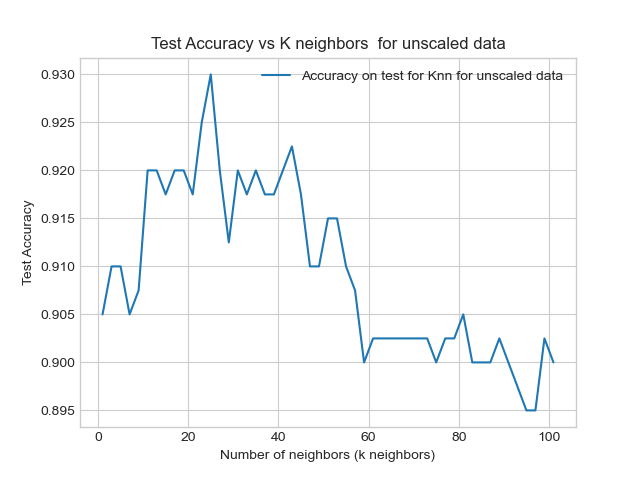 Test Accuracy vs K neighbors  for unscaled data
Accuracy on test for Knn for unscaled data
0.930
0.925
0.920
0.915
0.910
0.905
0.900
0.895
Test Accuracy
0 20 40 60 80 100
Number of neighbors (k neighbors)